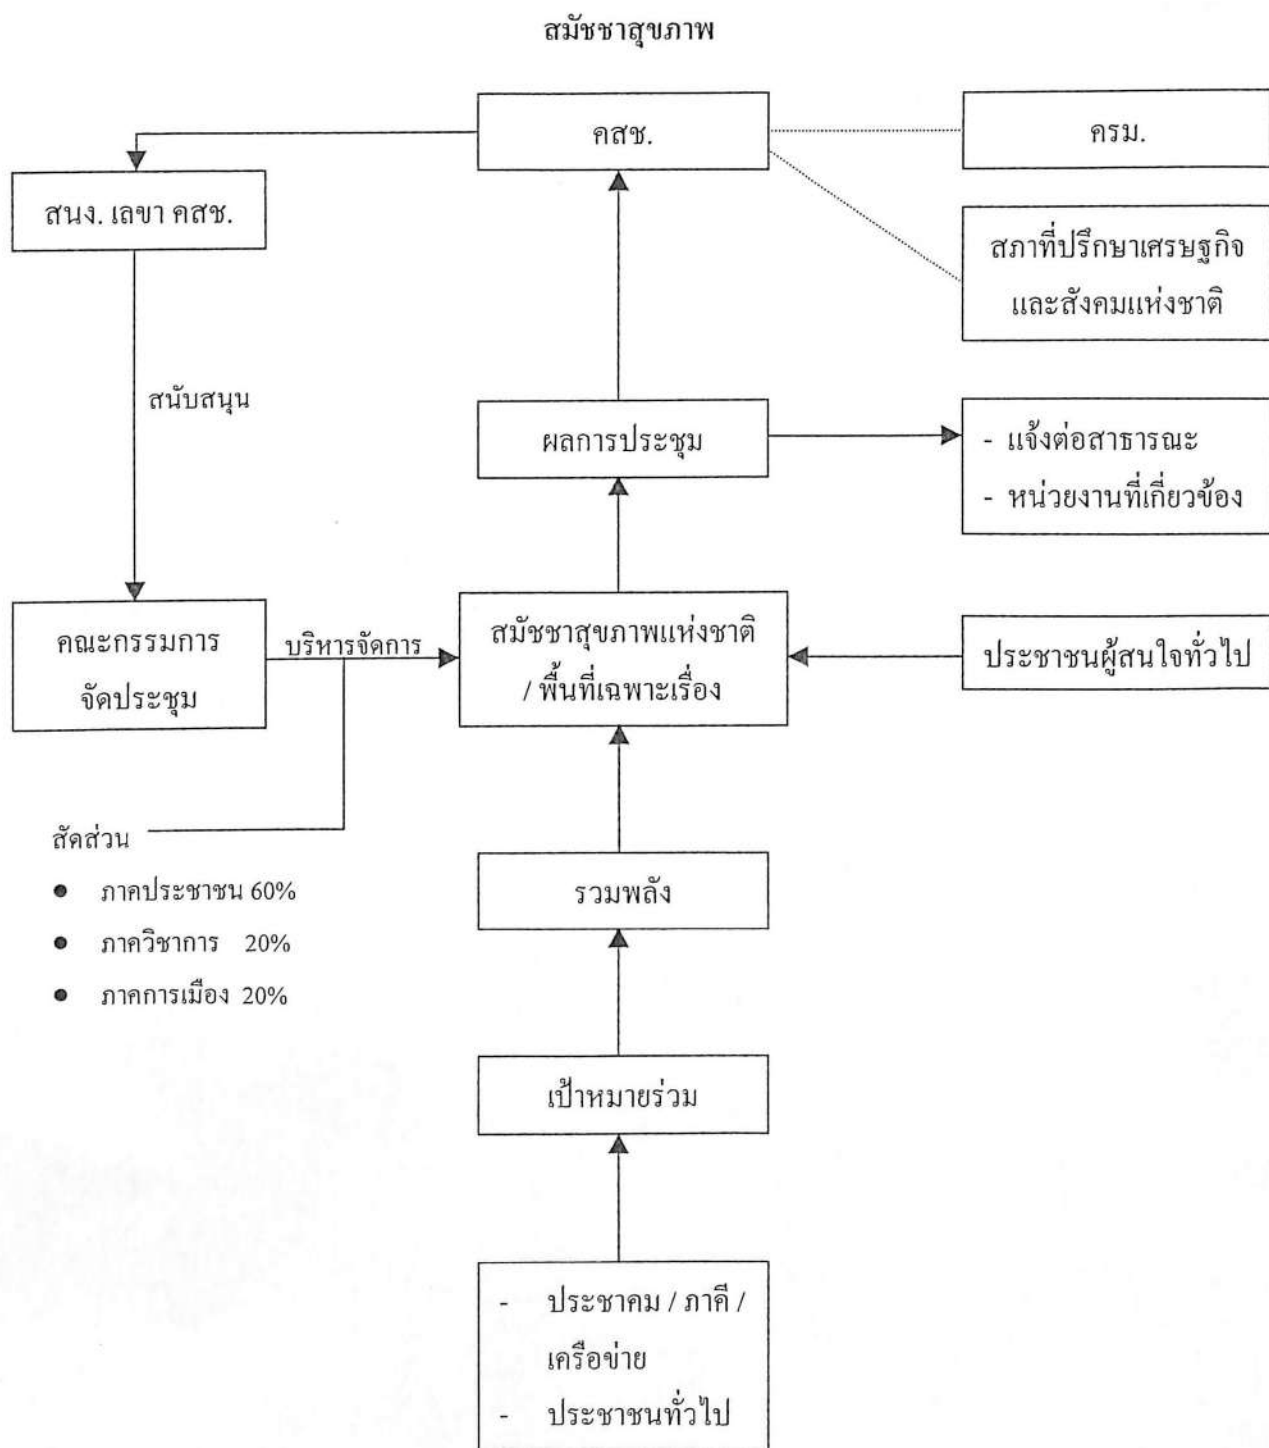 สมัชชาสุขภาพ
คสช.
ครม.
สนง. เลขา คสช.
สภาที่ปรึกษาเศรษฐกิจ
และสังคมแห่งชาติ
สนับสนุน
ผลการประชุม
- แจ้งต่อสาธารณะ
- หน่วยงานที่เกี่ยวข้อง
คณะกรรมการ
จัดประชุม
บริหารจัดการ
สมัชชาสุขภาพแห่งชาติ
/ พื้นที่เฉพาะเรื่อง
ประชาชนผู้สนใจทั่วไป
สัดส่วน
● ภาคประชาชน 60%
● ภาควิชาการ 20%
● ภาคการเมือง 20%
รวมพลัง
เป้าหมายร่วม
- ประชาคม / ภาคี /
เครือข่าย
- ประชาชนทั่วไป